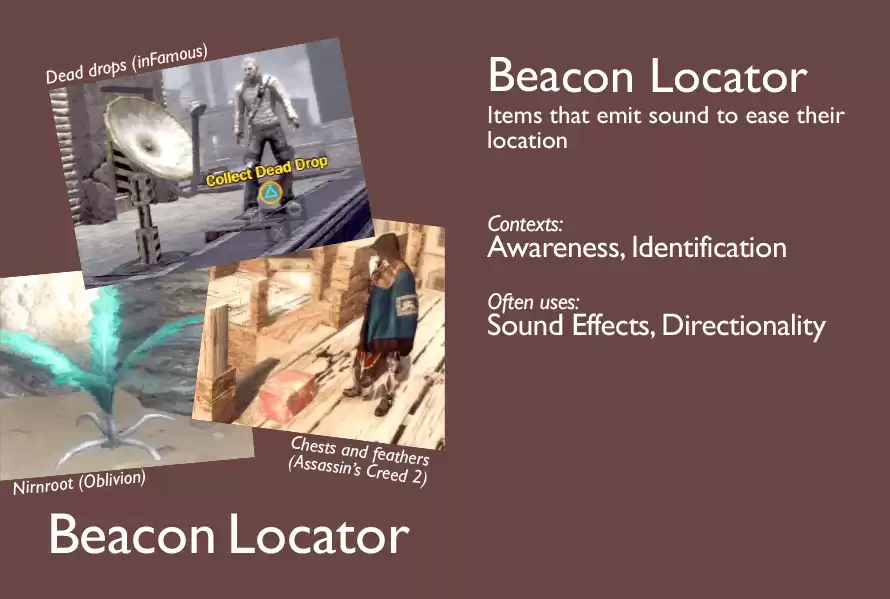 Dead drops (inFamous)
Collect Dead Drop
Chests and feathers
(Assassin's Creed 2)
Nirnroot (Oblivion)
Beacon Locator
Beacon Locator
Items that emit sound to ease their
location
Contexts:
Awareness, Identification
Often uses:
Sound Effects, Directionality